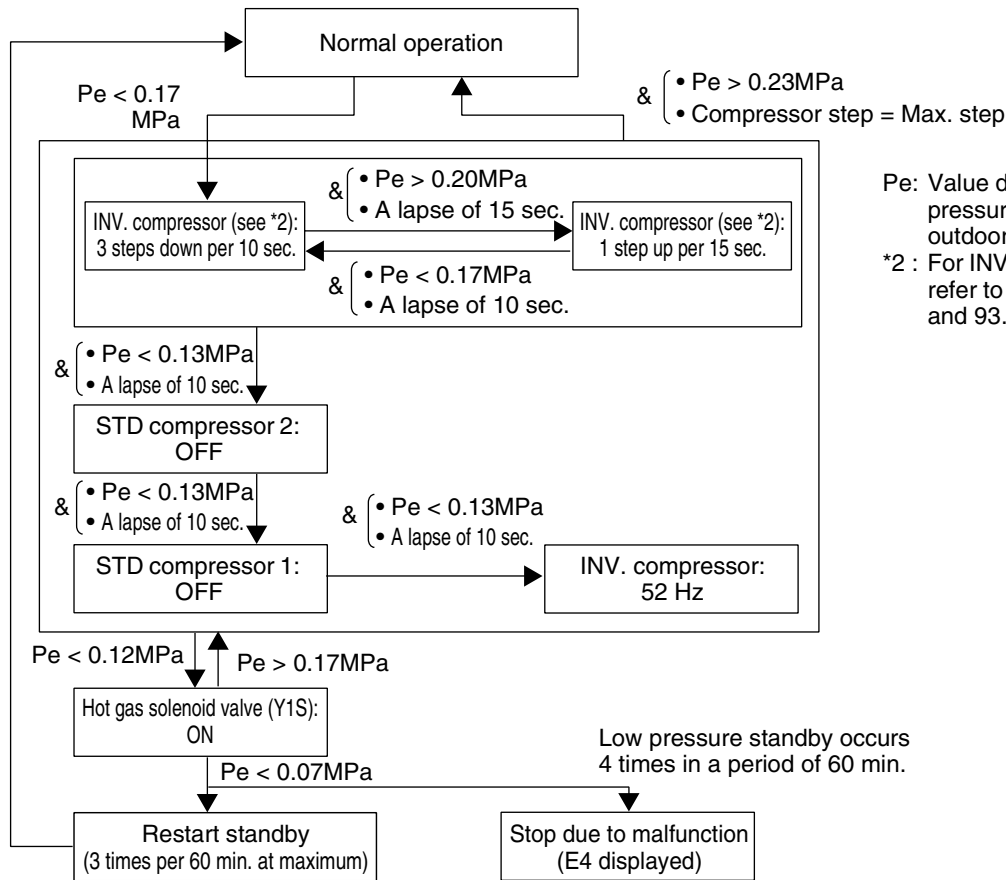 Normal operation
Pe < 0.17
MPa
& • Pe > 0.23MPa
• Compressor step = Max. step
& • Pe > 0.20MPa
• A lapse of 15 sec.
INV. compressor (see *2):
3 steps down per 10 sec.
INV. compressor (see *2):
1 step up per 15 sec.
& • Pe < 0.17MPa
• A lapse of 10 sec.
Pe: Value d
pressur
outdoor
*2 : For INV
refer to
and 93.
& • Pe < 0.13MPa
• A lapse of 10 sec.
STD compressor 2:
OFF
& • Pe < 0.13MPa
• A lapse of 10 sec.
& • Pe < 0.13MPa
• A lapse of 10 sec.
STD compressor 1:
OFF
INV. compressor:
52 Hz
Pe < 0.12MPa
Pe > 0.17MPa
Hot gas solenoid valve (Y1S):
ON
Low pressure standby occurs
4 times in a period of 60 min.
Pe < 0.07MPa
Restart standby
(3 times per 60 min. at maximum)
Stop due to malfunction
(E4 displayed)